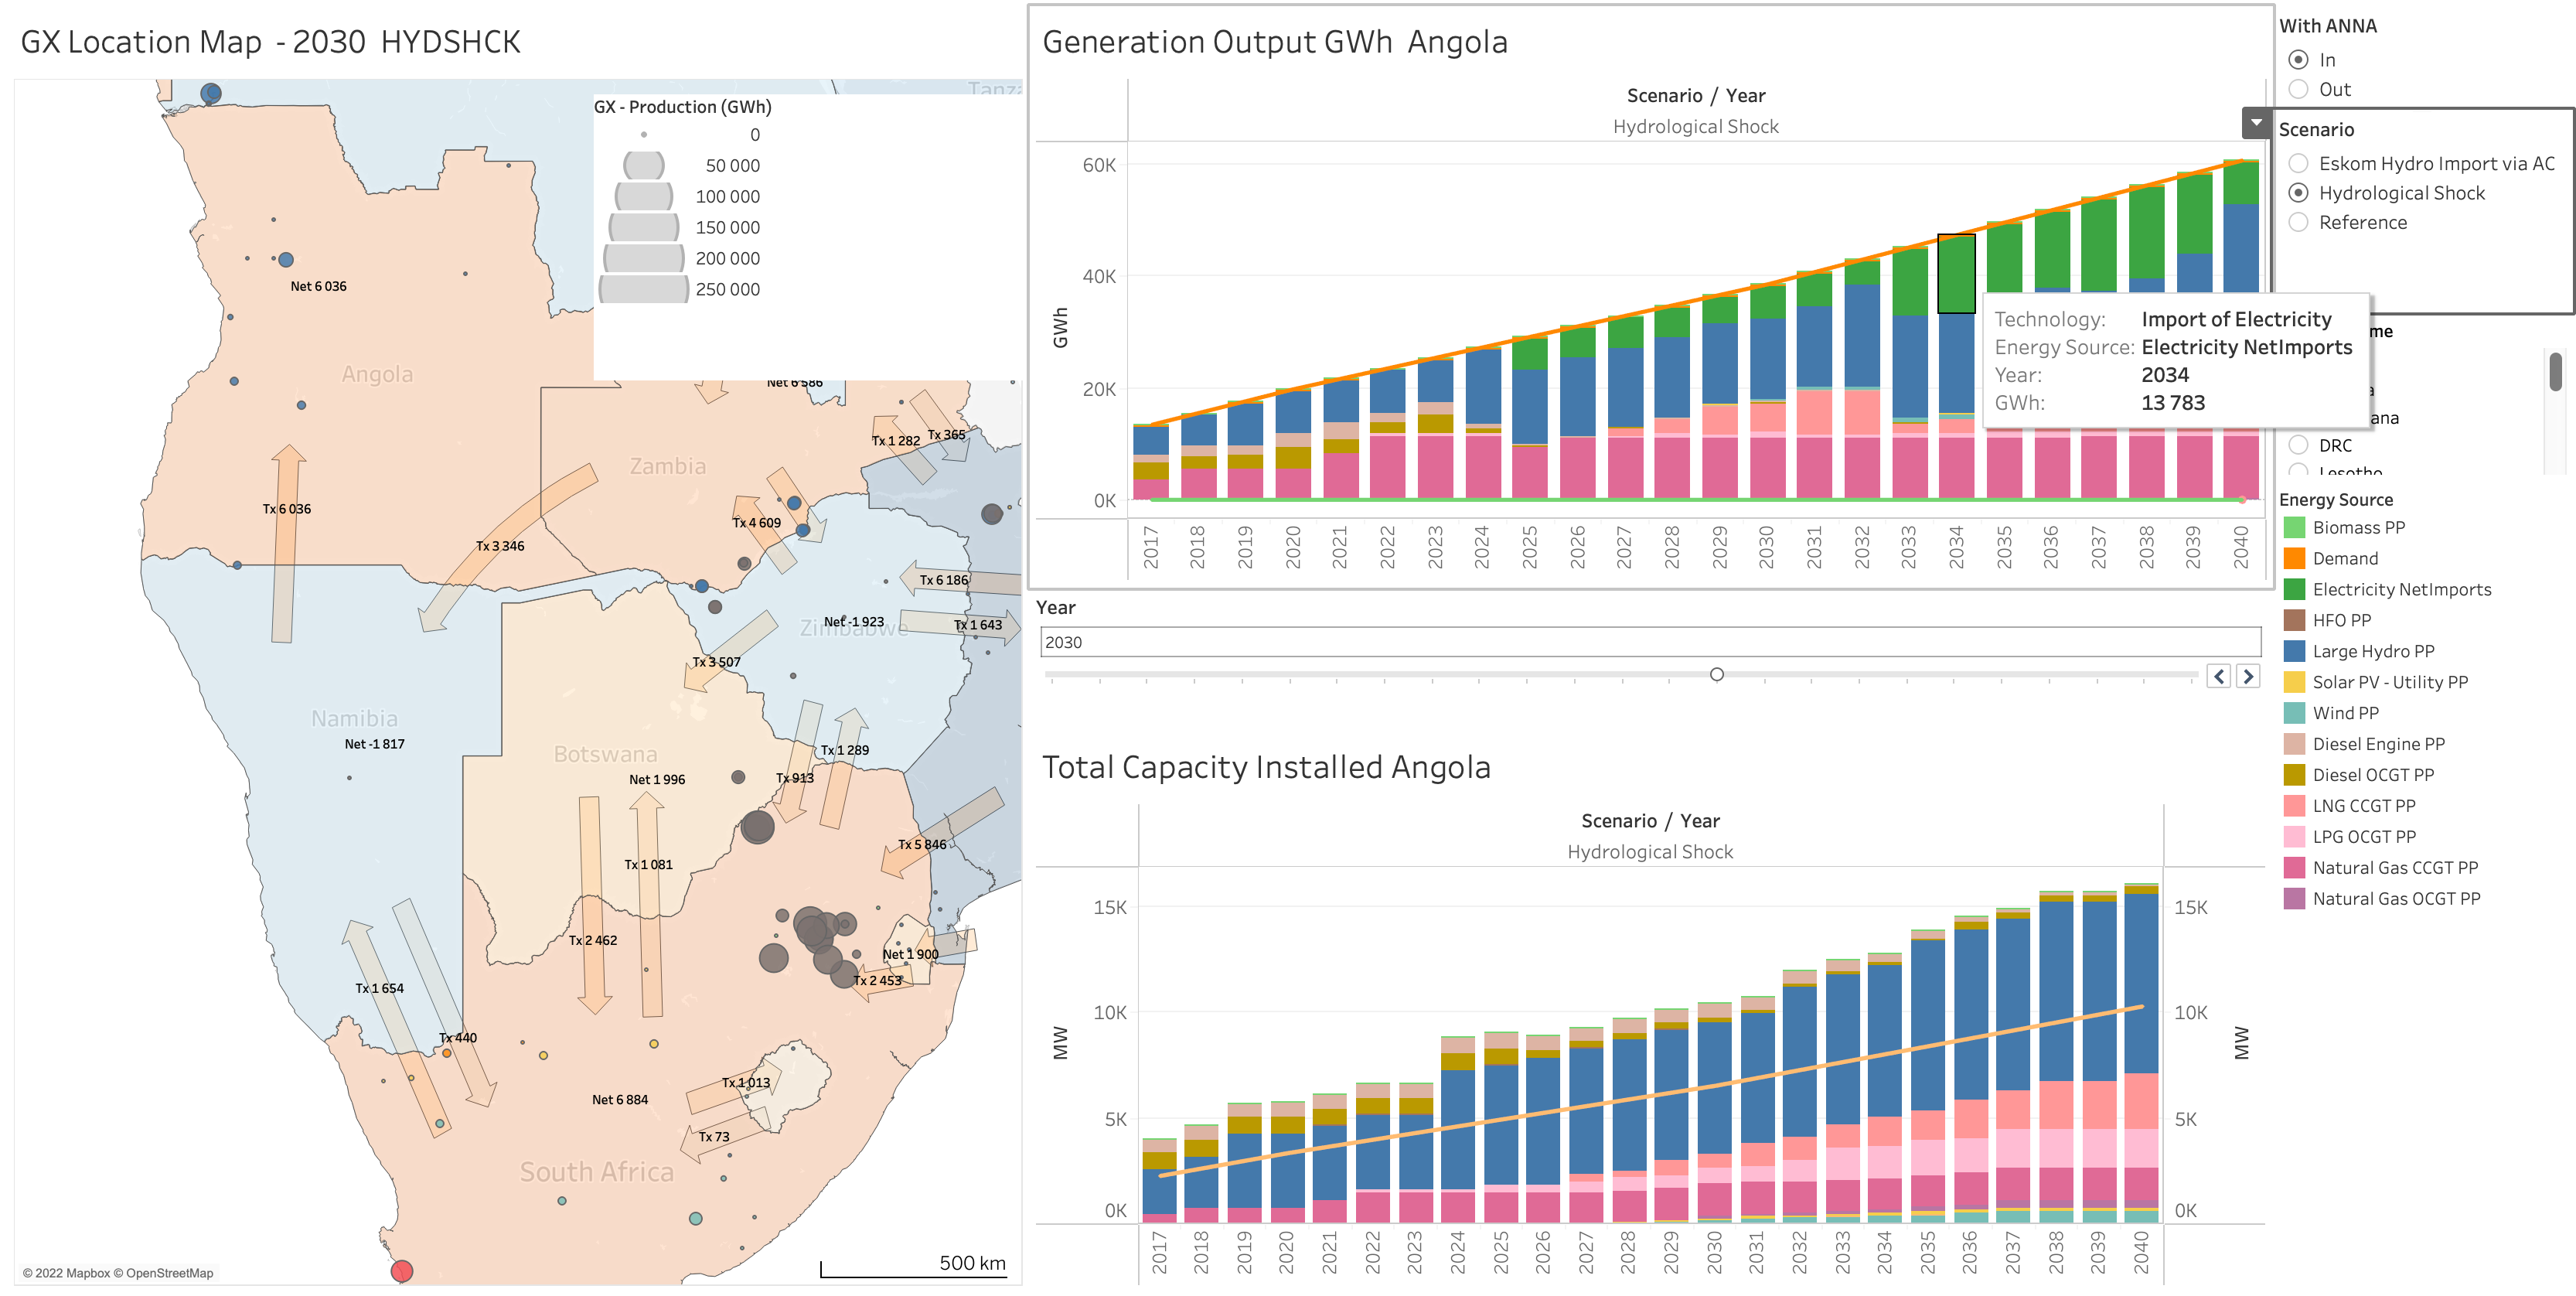 GX Location Map - 2030 HYDSHCK
GX - Production (GWh)
0
50 000
100 000
150 000
200 000
250 000
Net 6 036
Angola
Net 6 586
Tx 1 282
Tx 365
Zambia
Tx 6 036
Tx 4 609
Tx 3 346
Tx 6 186
Net -1 923
Zimbabwe
Tx 1 643
Tx 3 507
Namibia
Net -1 817
Botswana
Net 1 996
Tx 913
Tx 1 289
Tx 5 846
Tx 1 081
Tx 2 462
Net 1 900
Tx 2 453
Tx 1 654
Tx 440
Tx 1 013
Net 6 884
Tx 73
South Africa
500 km
© 2022 Mapbox © OpenStreetMap
Generation Output GWh Angola
Scenario / Year
Hydrological Shock
60K
40K
20K
0K
GWh
2017
2018
2019
2020
2021
2022
2023
2024
2025
2026
2027
2028
2029
2030
2031
2032
2033
2034
2035
2036
2037
2038
2039
2040
Technology: Import of Electricity
Energy Source: Electricity NetImports
Year: 2034
GWh: 13 783
Year
2030
Total Capacity Installed Angola
Scenario / Year
Hydrological Shock
15K
10K
5K
0K
MW
15K
10K
5K
0K
MW
2017
2018
2019
2020
2021
2022
2023
2024
2025
2026
2027
2028
2029
2030
2031
2032
2033
2034
2035
2036
2037
2038
2039
2040
With ANNA
In
Out
Scenario
Eskom Hydro Import via AC
Hydrological Shock
Reference
me
ana
DRC
Lesotho
Energy Source
Biomass PP
Demand
Electricity NetImports
HFO PP
Large Hydro PP
Solar PV - Utility PP
Wind PP
Diesel Engine PP
Diesel OCGT PP
LNG CCGT PP
LPG OCGT PP
Natural Gas CCGT PP
Natural Gas OCGT PP